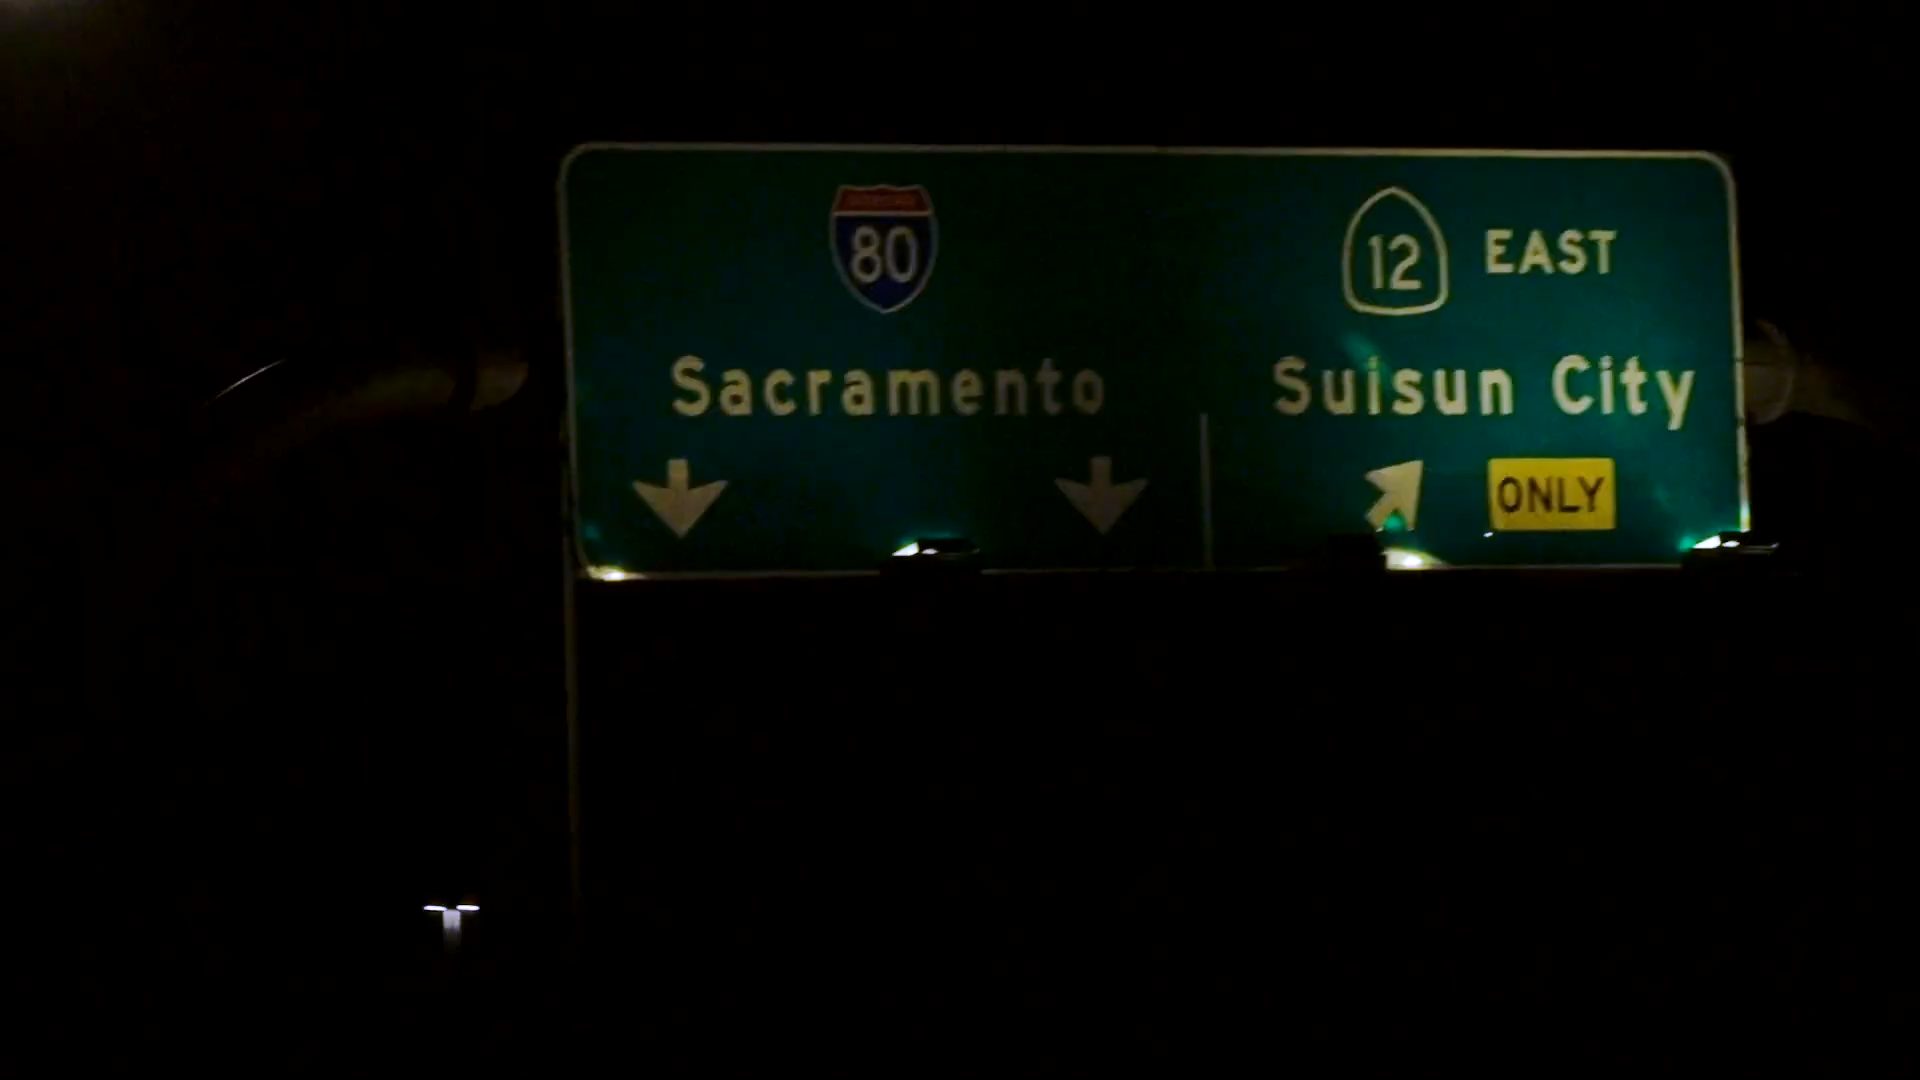 80
Sacramento
12 EAST
Suisun City
ONLY